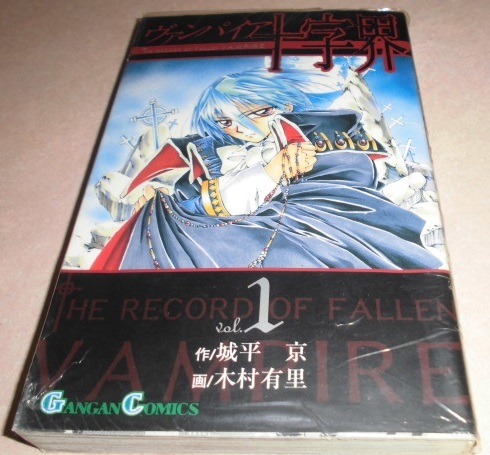 ヴァンパイア十字界
THE RECORD OF FALLEN
VAMPIRE
vol.1
作/城平 京
画/木村有里
GANGAN COMICS